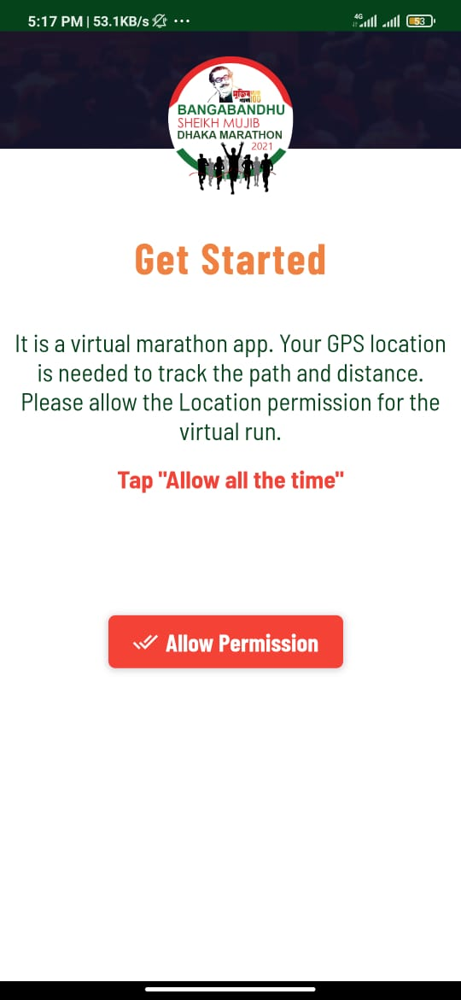 5:17 PM | 53.1KB/s ...
4G
53
মুজিব
100
BANGABANDHU
SHEIKH MUJIB
DHAKA MARATHON
2021
Get Started
It is a virtual marathon app. Your GPS location
is needed to track the path and distance.
Please allow the Location permission for the
virtual run.
Tap "Allow all the time"
Allow Permission